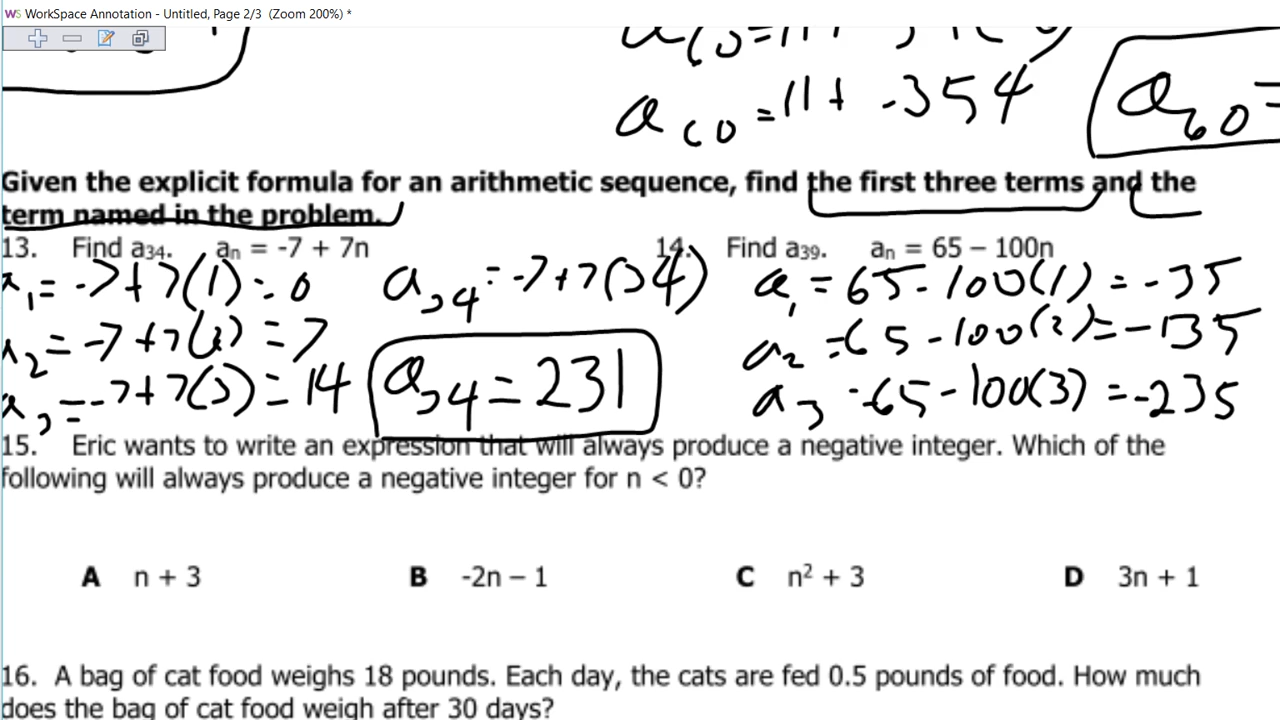 WS WorkSpace Annotation - Untitled, Page 2/3 (Zoom 200%) *
a60 = 11 + -354
a60 =
Given the explicit formula for an arithmetic sequence, find the first three terms and the
term named in the problem.
13. Find a34. an = -7 + 7n
a1 = -7+7(1) = 0
a2 = -7+7(2) = 7
a3 = -7+7(3) = 14
a34 = -7+7(34)
a34 = 231
14. Find a39. an = 65 – 100n
a1 = 65-100(1) = -35
a2 = 65-100(2) = -135
a3 = 65-100(3) = -235
15. Eric wants to write an expression that will always produce a negative integer. Which of the
following will always produce a negative integer for n < 0?
A n + 3 B -2n – 1 C n² + 3 D 3n + 1
16. A bag of cat food weighs 18 pounds. Each day, the cats are fed 0.5 pounds of food. How much
does the bag of cat food weigh after 30 days?